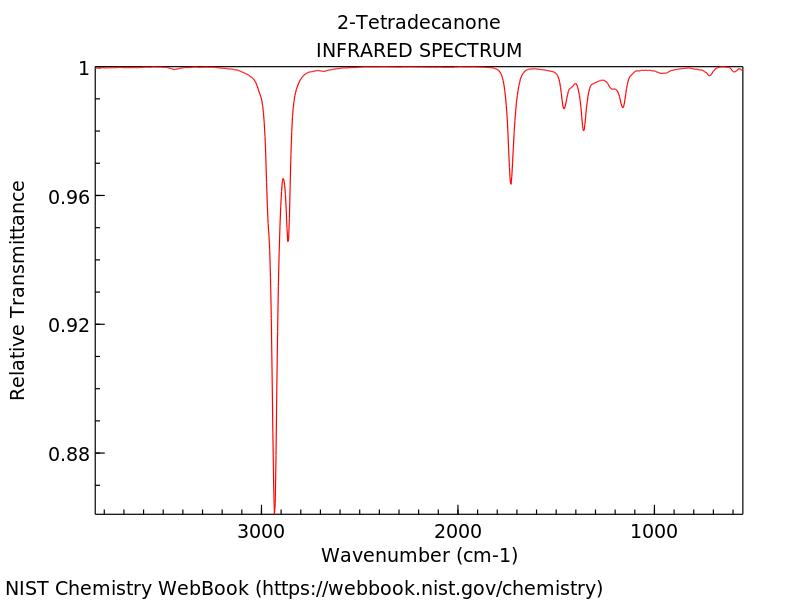 2-Tetradecanone
INFRARED SPECTRUM
1
0.96
0.92
0.88
Relative Transmittance
3000 2000 1000
Wavenumber (cm-1)
NIST Chemistry WebBook (https://webbook.nist.gov/chemistry)